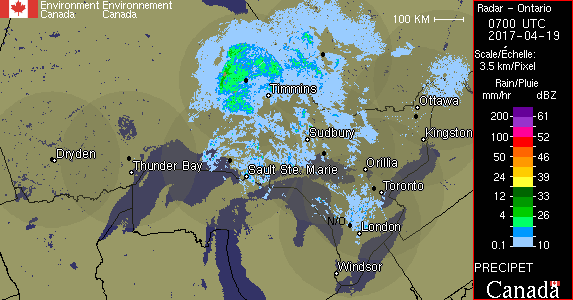 Environment Environnement
Canada Canada
100 KM
Timmins
Ottawa
Sudbury
Kingston
Dryden
Thunder Bay
Sault Ste. Marie
Orillia
Toronto
N/O
London
Windsor
Radar - Ontario
0700 UTC
2017-04-19
Scale/Échelle:
3.5 km/Pixel
Rain/Pluie
mm/hr dBZ
200 61
100 52
50 46
24 39
12 33
4 26
0.1 10
PRECIPET
Canada